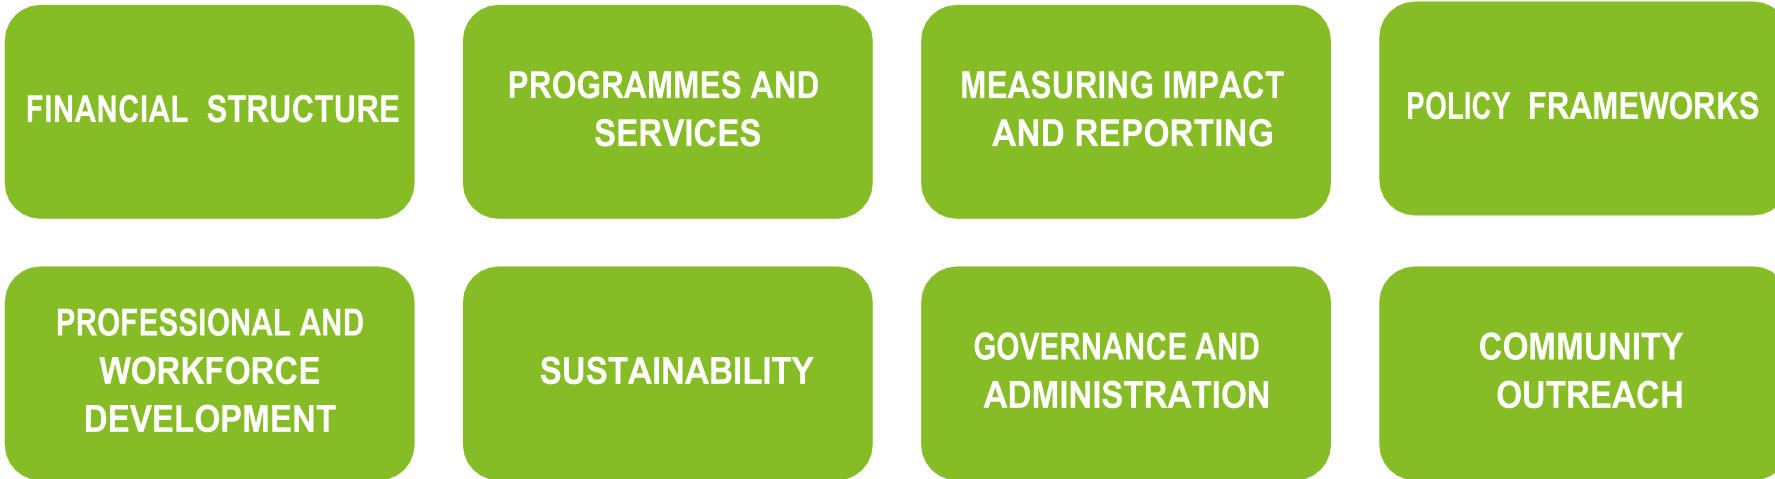 FINANCIAL STRUCTURE
PROGRAMMES AND
SERVICES
MEASURING IMPACT
AND REPORTING
POLICY FRAMEWORKS
PROFESSIONAL AND
WORKFORCE
DEVELOPMENT
SUSTAINABILITY
GOVERNANCE AND
ADMINISTRATION
COMMUNITY
OUTREACH